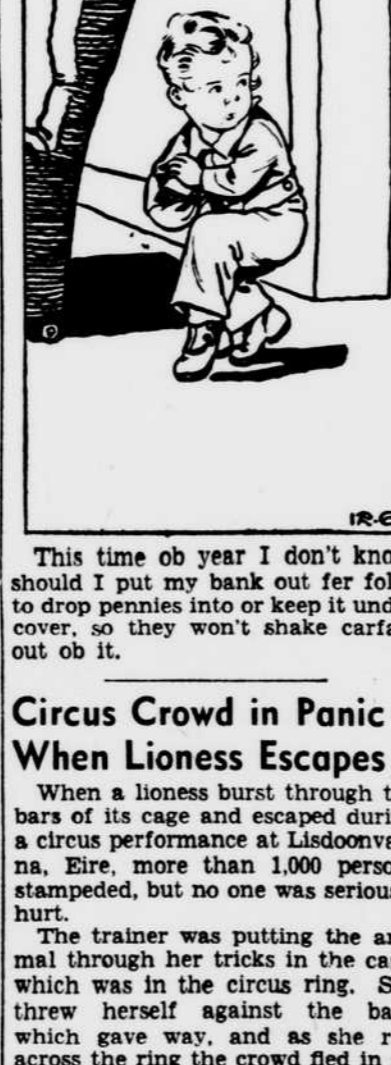 This time ob year I don't kno
should I put my bank out fer fol
to drop pennies into or keep it und
cover, so they won't shake carfa
out ob it.
Circus Crowd in Panic
When Lioness Escapes
When a lioness burst through t
bars of its cage and escaped duri
a circus performance at Lisdoonva
na, Eire, more than 1,000 perso
stampeded, but no one was serious
hurt.
The trainer was putting the an
mal through her tricks in the ca
which was in the circus ring. S
threw herself against the ba
which gave way, and as she r
across the ring the crowd fled in